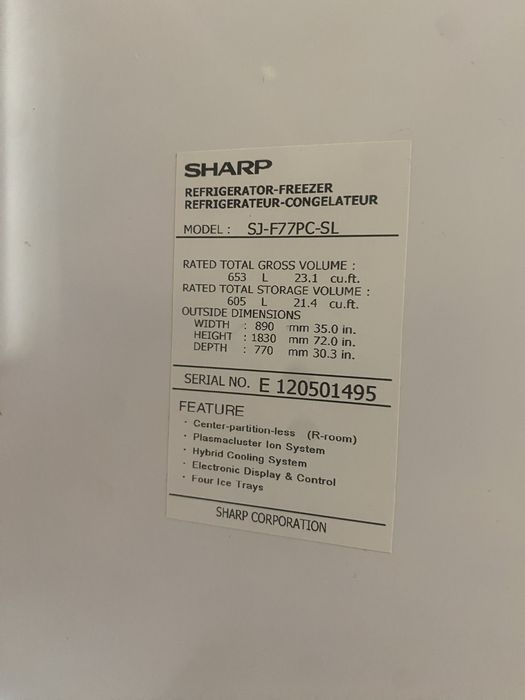 SHARP
REFRIGERATOR-FREEZER
REFRIGERATEUR-CONGELATEUR
MODEL : SJ-F77PC-SL
RATED TOTAL GROSS VOLUME :
653 L 23.1 cu.ft.
RATED TOTAL STORAGE VOLUME :
605 L 21.4 cu.ft.
OUTSIDE DIMENSIONS
WIDTH : 890 mm 35.0 in.
HEIGHT : 1830 mm 72.0 in.
DEPTH : 770 mm 30.3 in.
SERIAL NO. E 120501495
FEATURE
· Center-partition-less (R-room)
· Plasmacluster Ion System
· Hybrid Cooling System
· Electronic Display & Control
· Four Ice Trays
SHARP CORPORATION